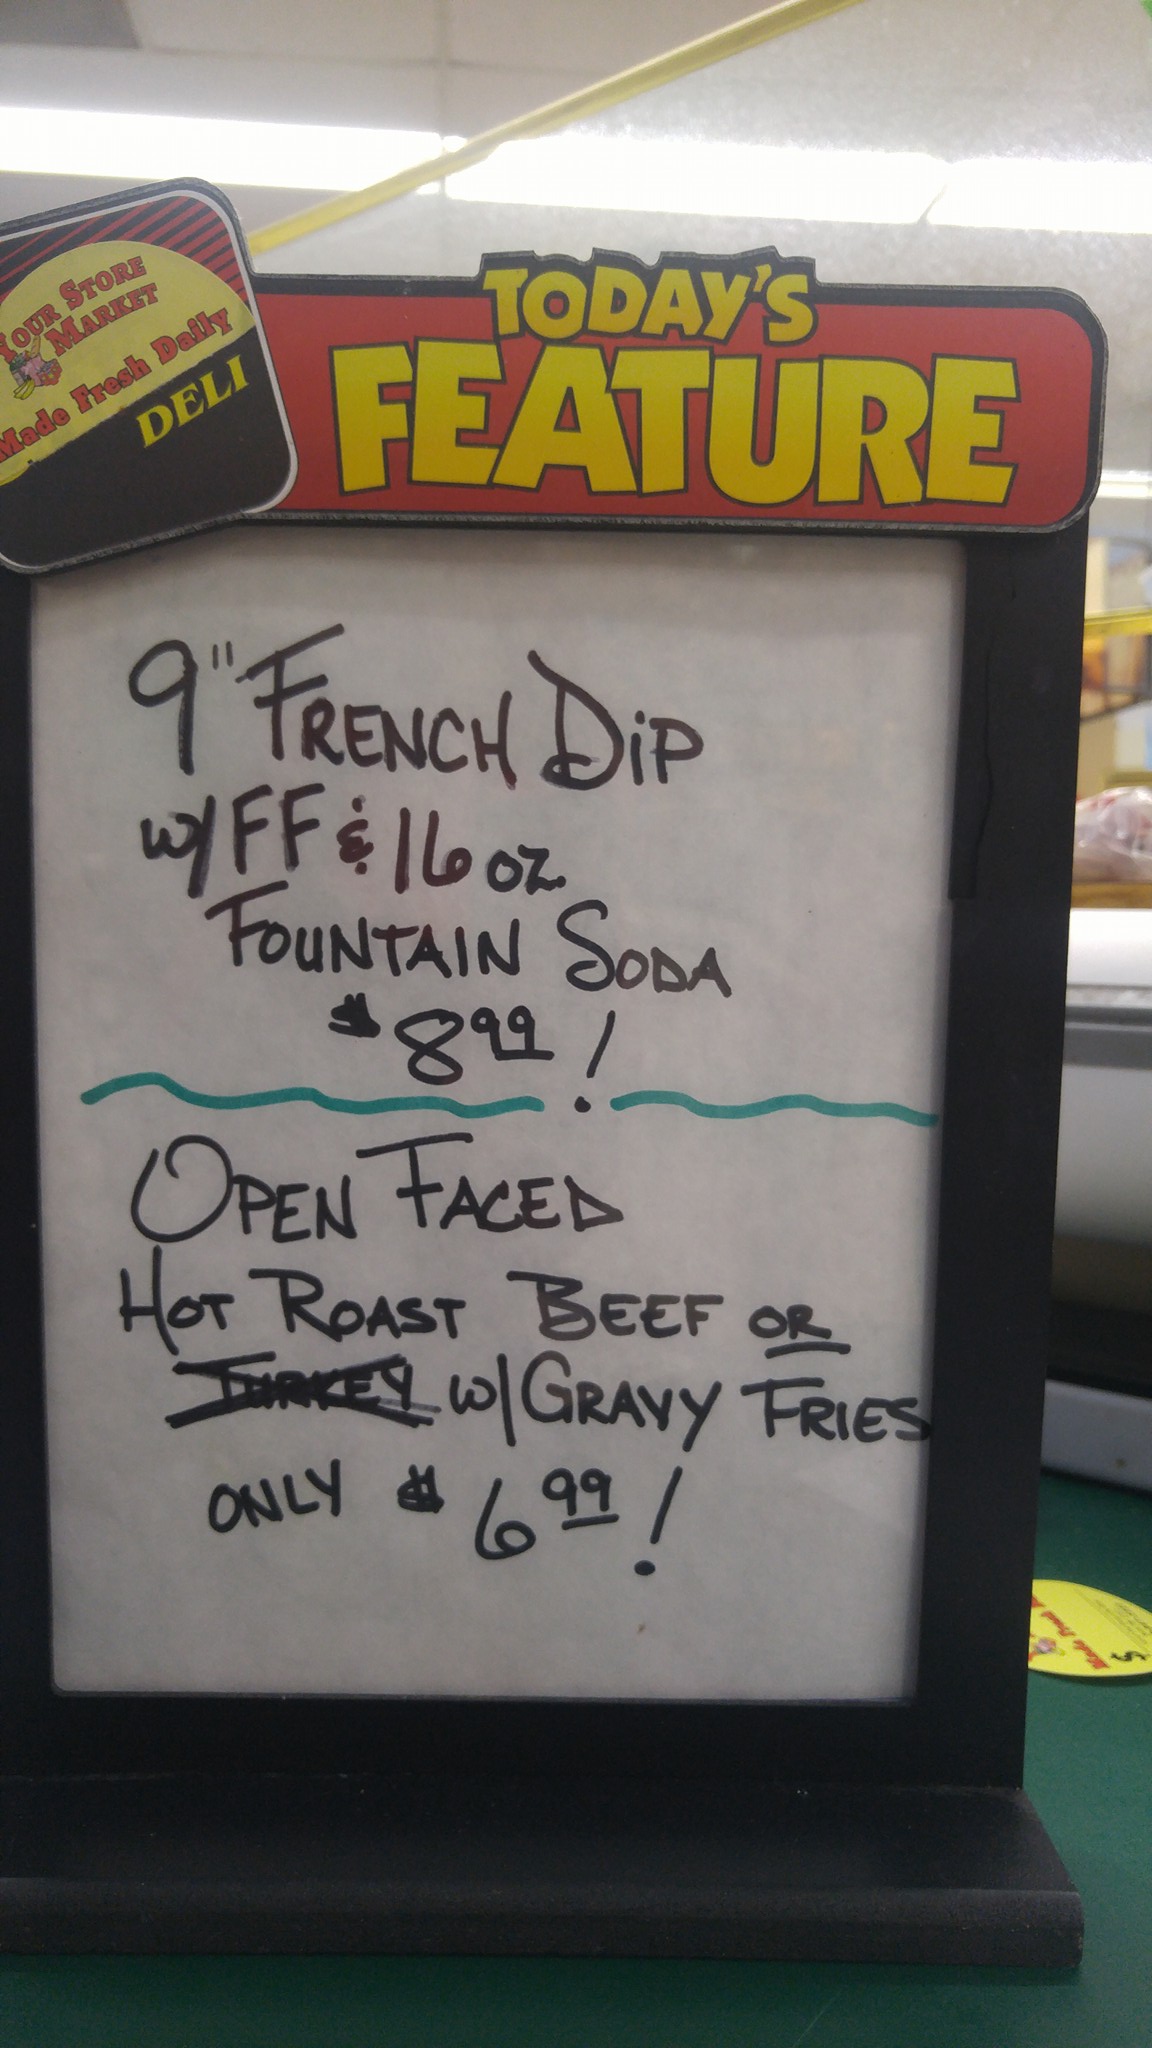 YOUR STORE
MARKET
Made Fresh Daily
DELI
TODAY'S
FEATURE
9" FRENCH DiP
w/ FF & 16 oz.
FOUNTAIN SODA
$8.99!
OPEN FACED
HOT ROAST BEEF OR
TURKEY w/ GRAVY FRIES
ONLY $6.99!